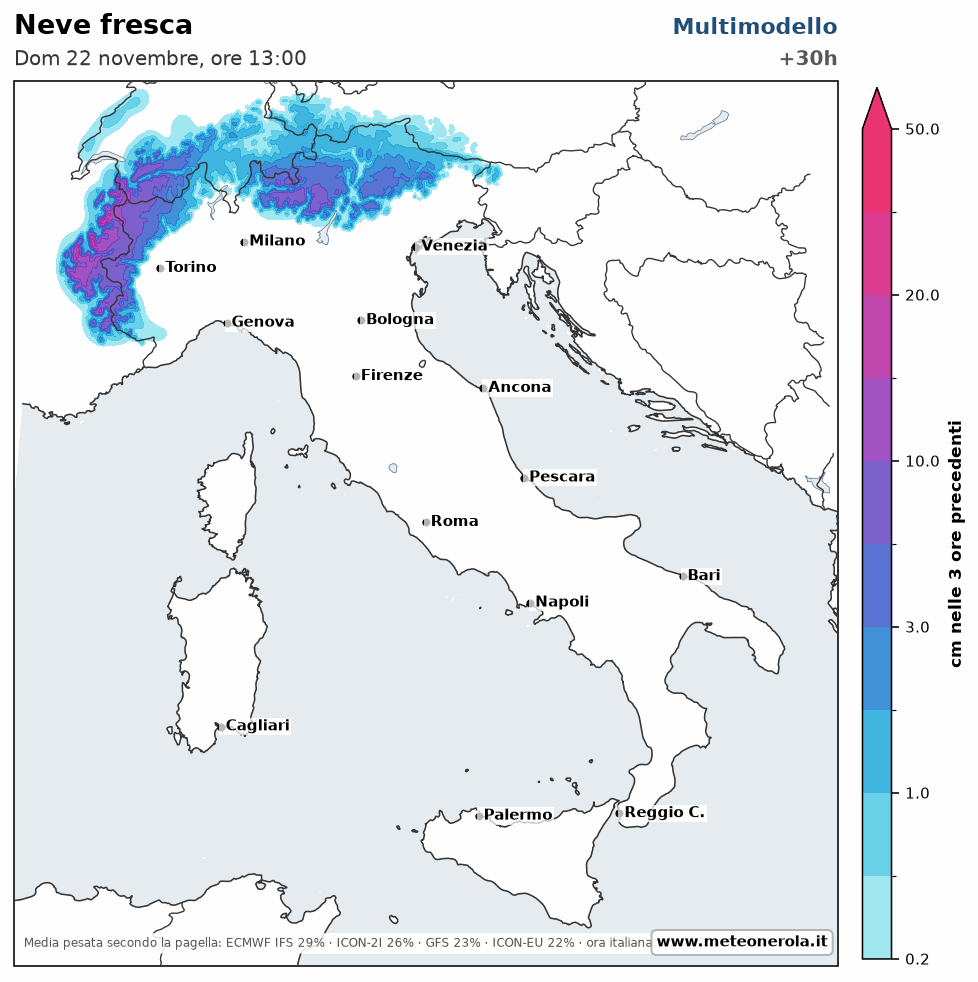 Neve fresca
Multimodello
Dom 22 novembre, ore 13:00
+30h
50.0
20.0
10.0
3.0
1.0
0.2
cm nelle 3 ore precedenti
Milano
Venezia
Torino
Genova
Bologna
Firenze
Ancona
Pescara
Roma
Bari
Napoli
Cagliari
Palermo
Reggio C.
Media pesata secondo la pagella: ECMWF IFS 29% · ICON-2I 26% · GFS 23% · ICON-EU 22% · ora italiana
www.meteonerola.it